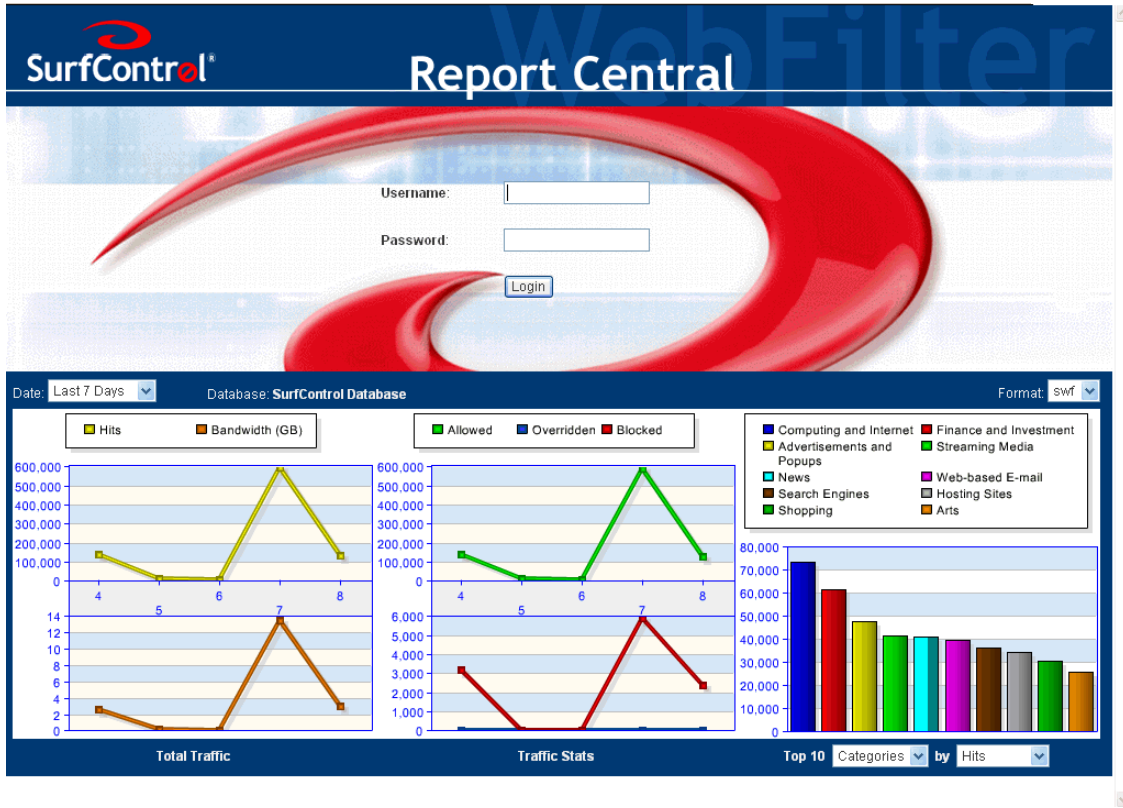 WebFilter
SurfControl®
Report Central
Username:
Password:
Login
Date: Last 7 Days
Database: SurfControl Database
Format: swf
Hits Bandwidth (GB)
600,000
500,000
400,000
300,000
200,000
100,000
0
4 5 6 7 8
14
12
10
8
6
4
2
0
Total Traffic
Allowed Overridden Blocked
600,000
500,000
400,000
300,000
200,000
100,000
0
4 5 6 7 8
6,000
5,000
4,000
3,000
2,000
1,000
0
Traffic Stats
Computing and Internet Finance and Investment
Advertisements and Popups Streaming Media
News Web-based E-mail
Search Engines Hosting Sites
Shopping Arts
80,000
70,000
60,000
50,000
40,000
30,000
20,000
10,000
0
Top 10 Categories by Hits